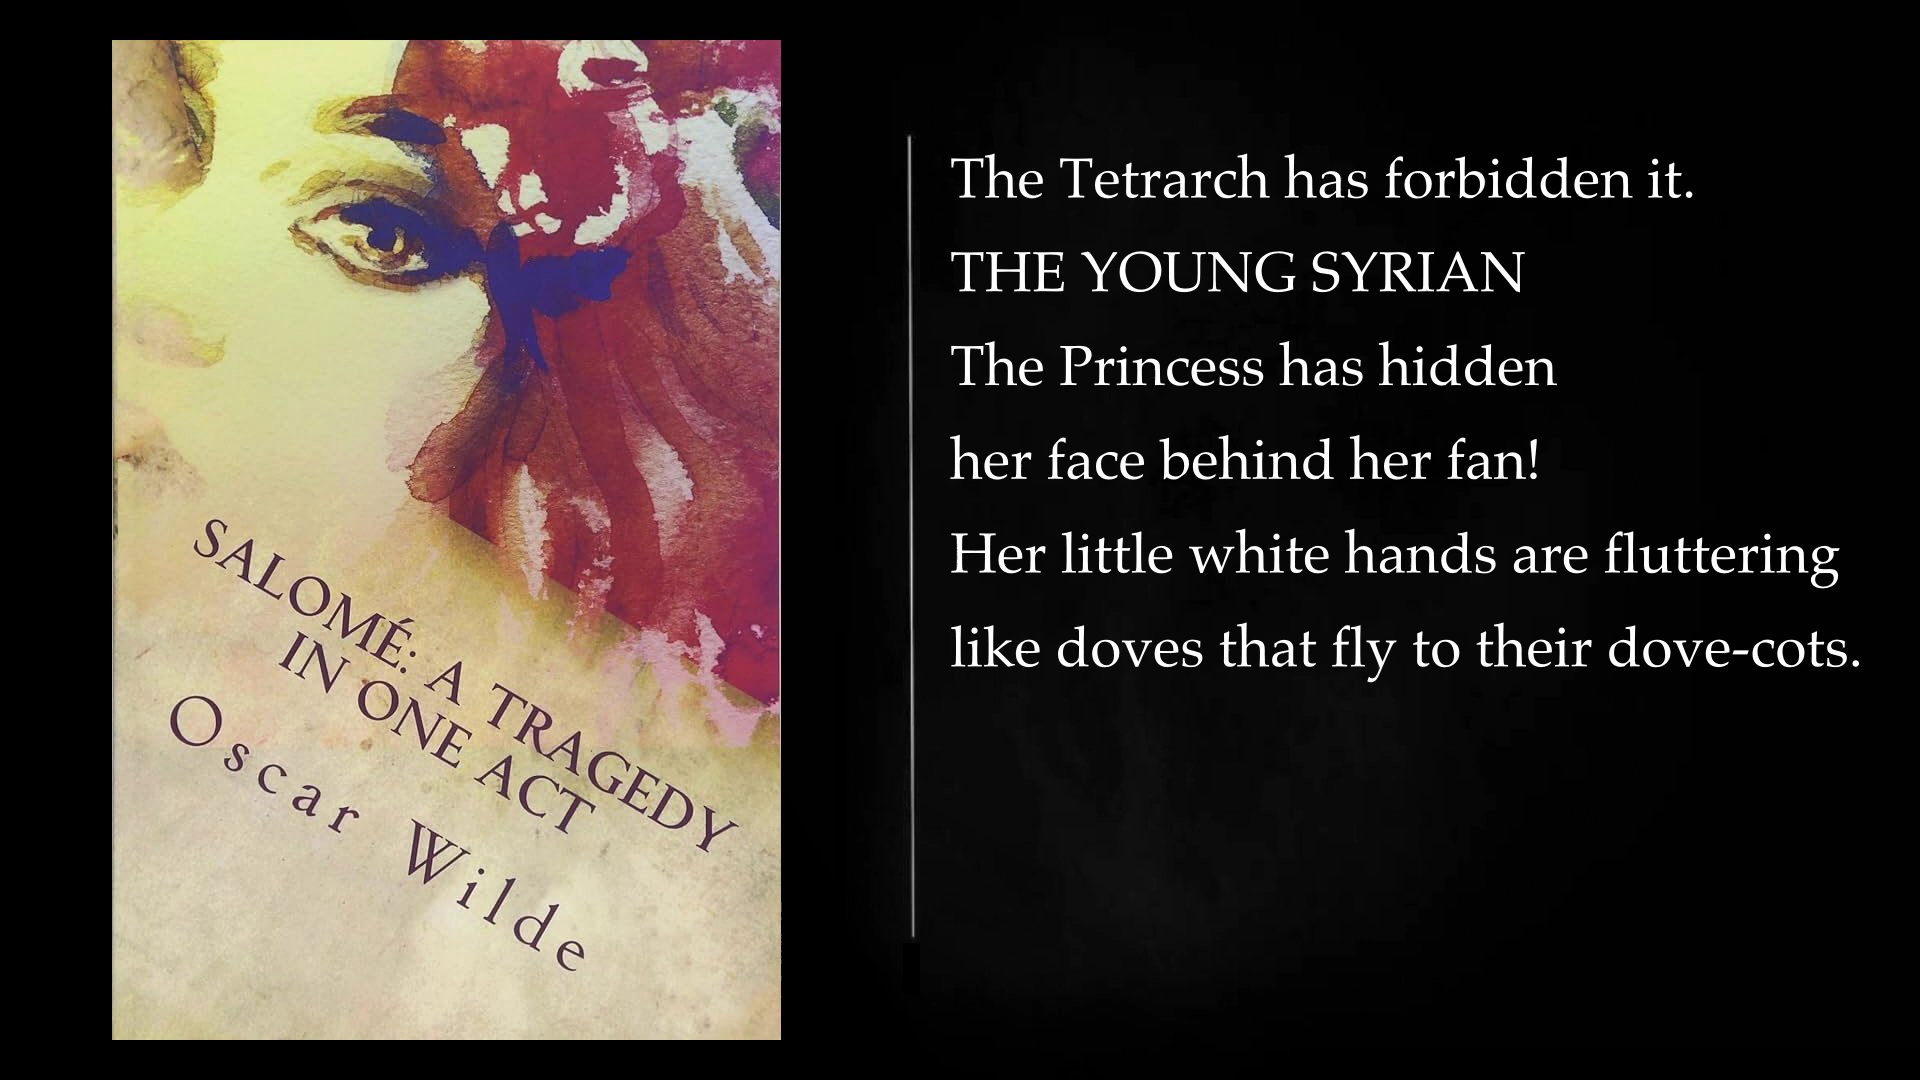 SALOMÉ: A TRAGEDY
IN ONE ACT
Oscar Wilde
The Tetrarch has forbidden it.
THE YOUNG SYRIAN
The Princess has hidden
her face behind her fan!
Her little white hands are fluttering
like doves that fly to their dove-cots.